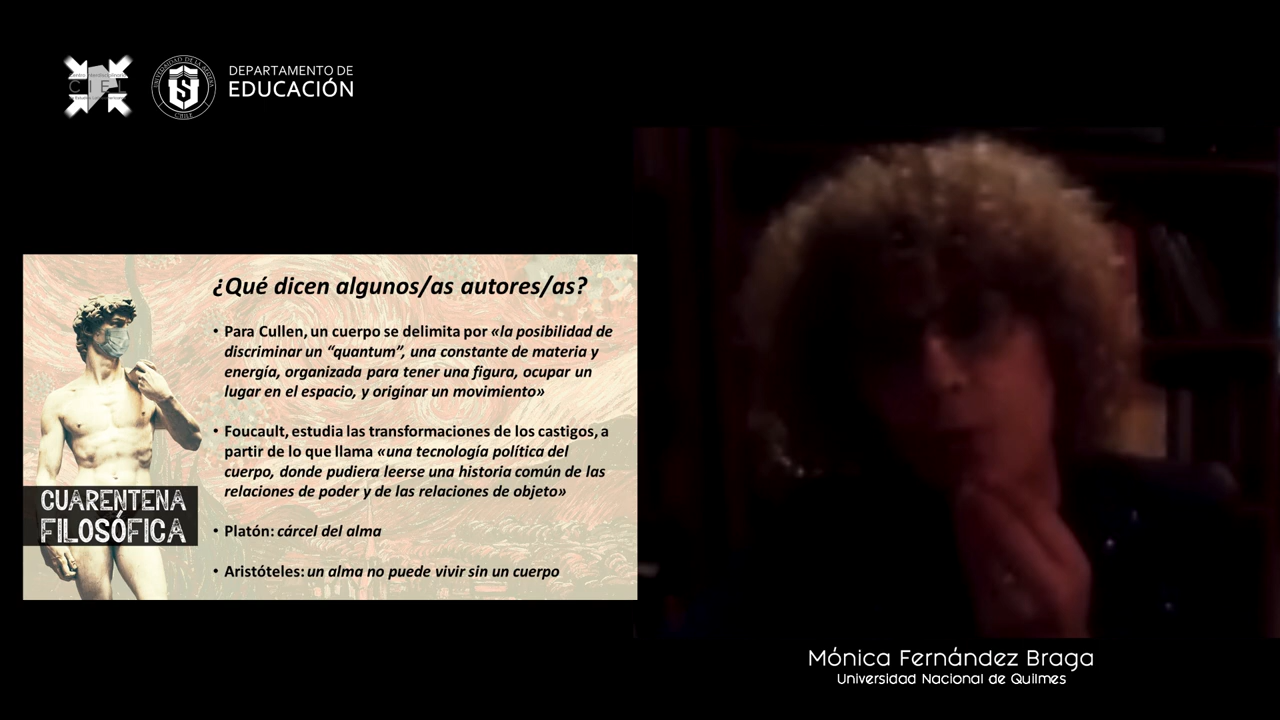 CIEL
DEPARTAMENTO DE
EDUCACIÓN
¿Qué dicen algunos/as autores/as?
• Para Cullen, un cuerpo se delimita por «la posibilidad de
discriminar un “quantum”, una constante de materia y
energía, organizada para tener una figura, ocupar un
lugar en el espacio, y originar un movimiento»
• Foucault, estudia las transformaciones de los castigos, a
partir de lo que llama «una tecnología política del
cuerpo, donde pudiera leerse una historia común de las
relaciones de poder y de las relaciones de objeto»
• Platón: cárcel del alma
• Aristóteles: un alma no puede vivir sin un cuerpo
CUARENTENA
FILOSÓFICA
Mónica Fernández Braga
Universidad Nacional de Quilmes